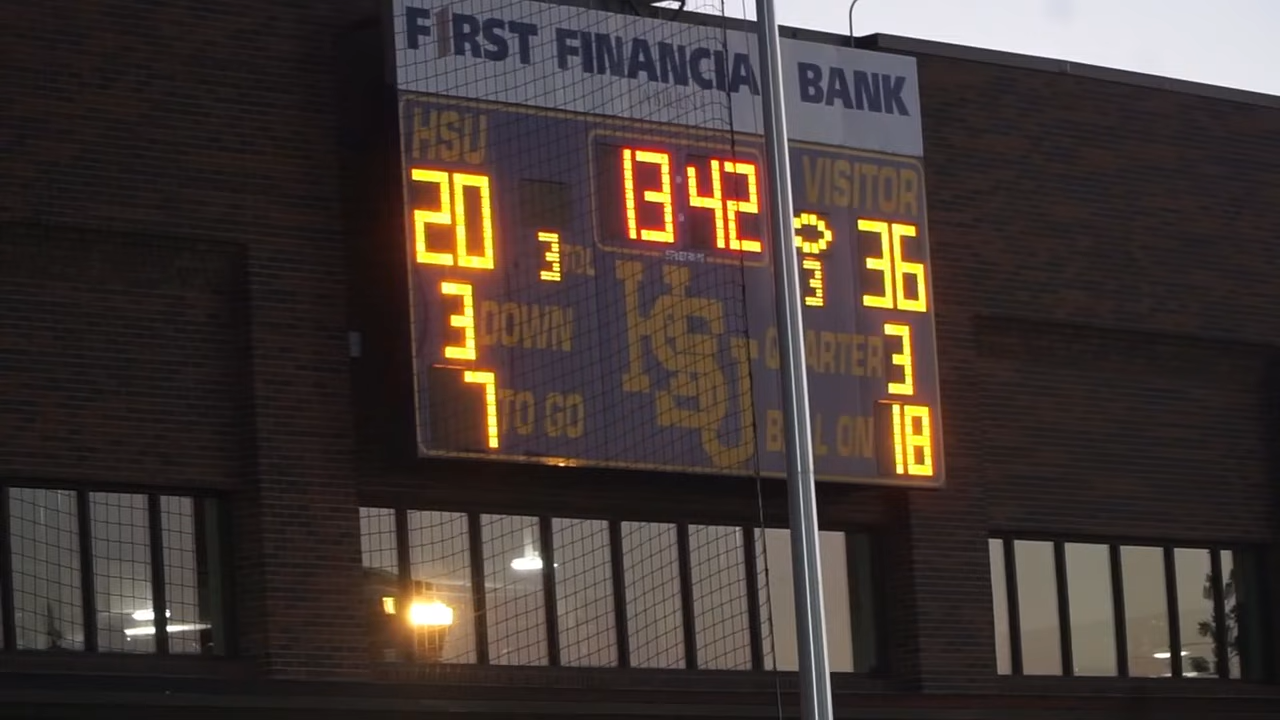 FIRST FINANCIAL BANK
HSU 13:42 VISITOR
20 3 TOL 3 36
3 DOWN HSU QUARTER 3
7 TO GO BALL ON 18